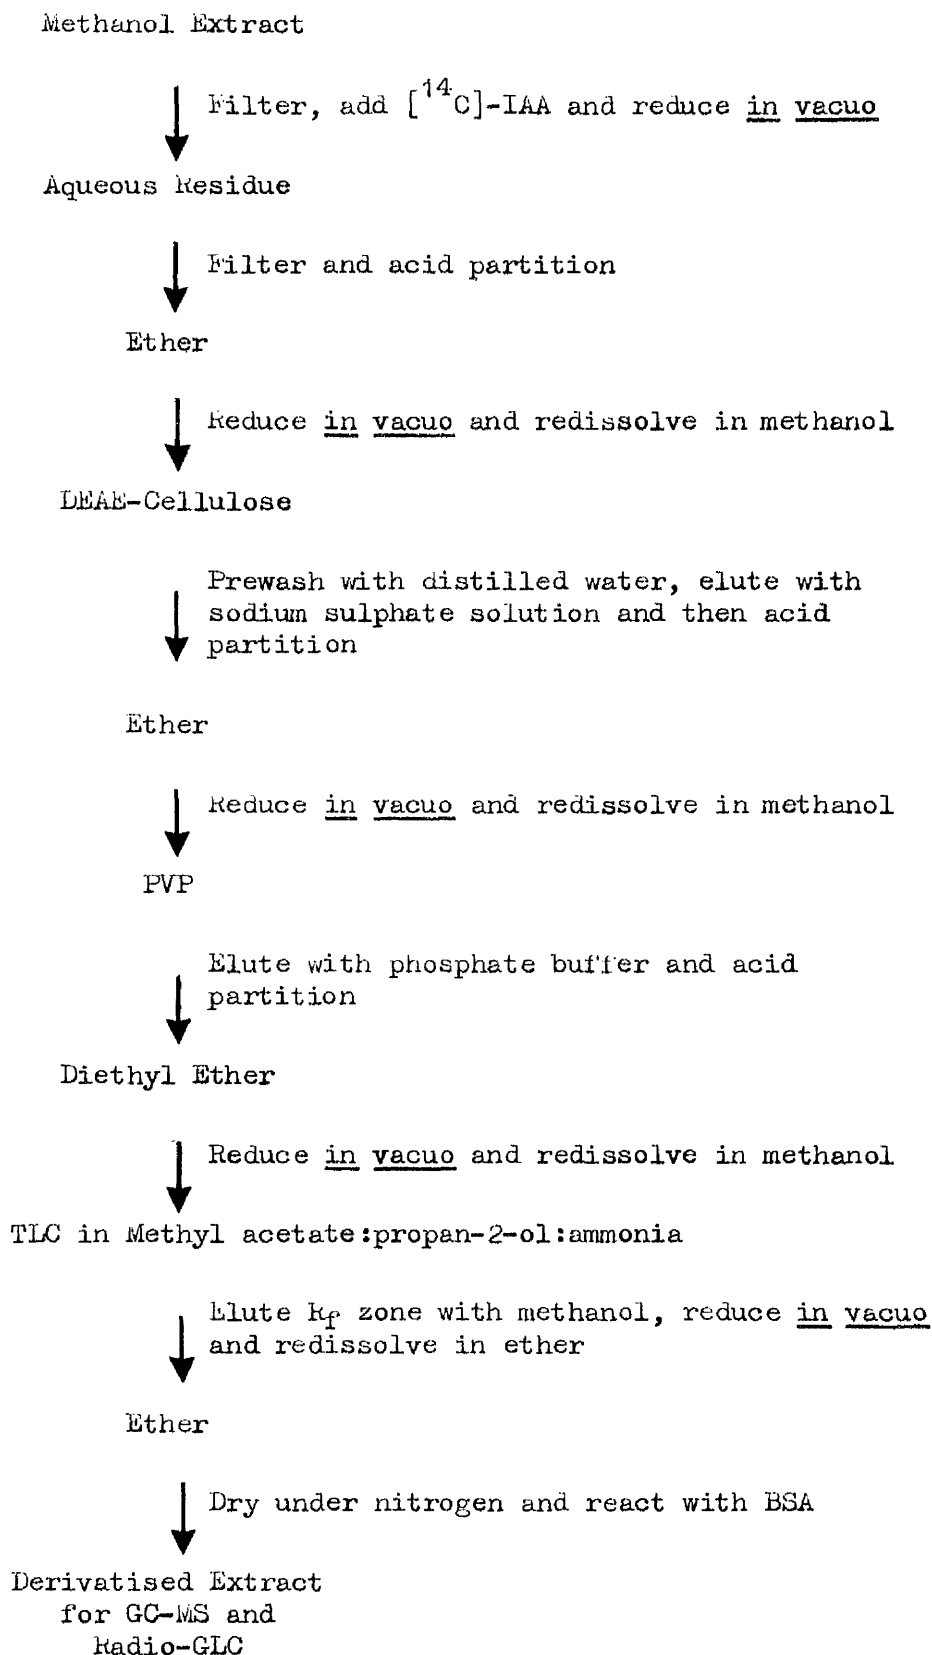 Methanol Extract
Filter, add [14C]-IAA and reduce in vacuo
Aqueous Residue
Filter and acid partition
Ether
Reduce in vacuo and redissolve in methanol
DEAE-Cellulose
Prewash with distilled water, elute with
sodium sulphate solution and then acid
partition
Ether
Reduce in vacuo and redissolve in methanol
PVP
Elute with phosphate buffer and acid
partition
Diethyl Ether
Reduce in vacuo and redissolve in methanol
TLC in Methyl acetate:propan-2-ol:ammonia
Elute Rf zone with methanol, reduce in vacuo
and redissolve in ether
Ether
Dry under nitrogen and react with BSA
Derivatised Extract
for GC-MS and
Radio-GLC